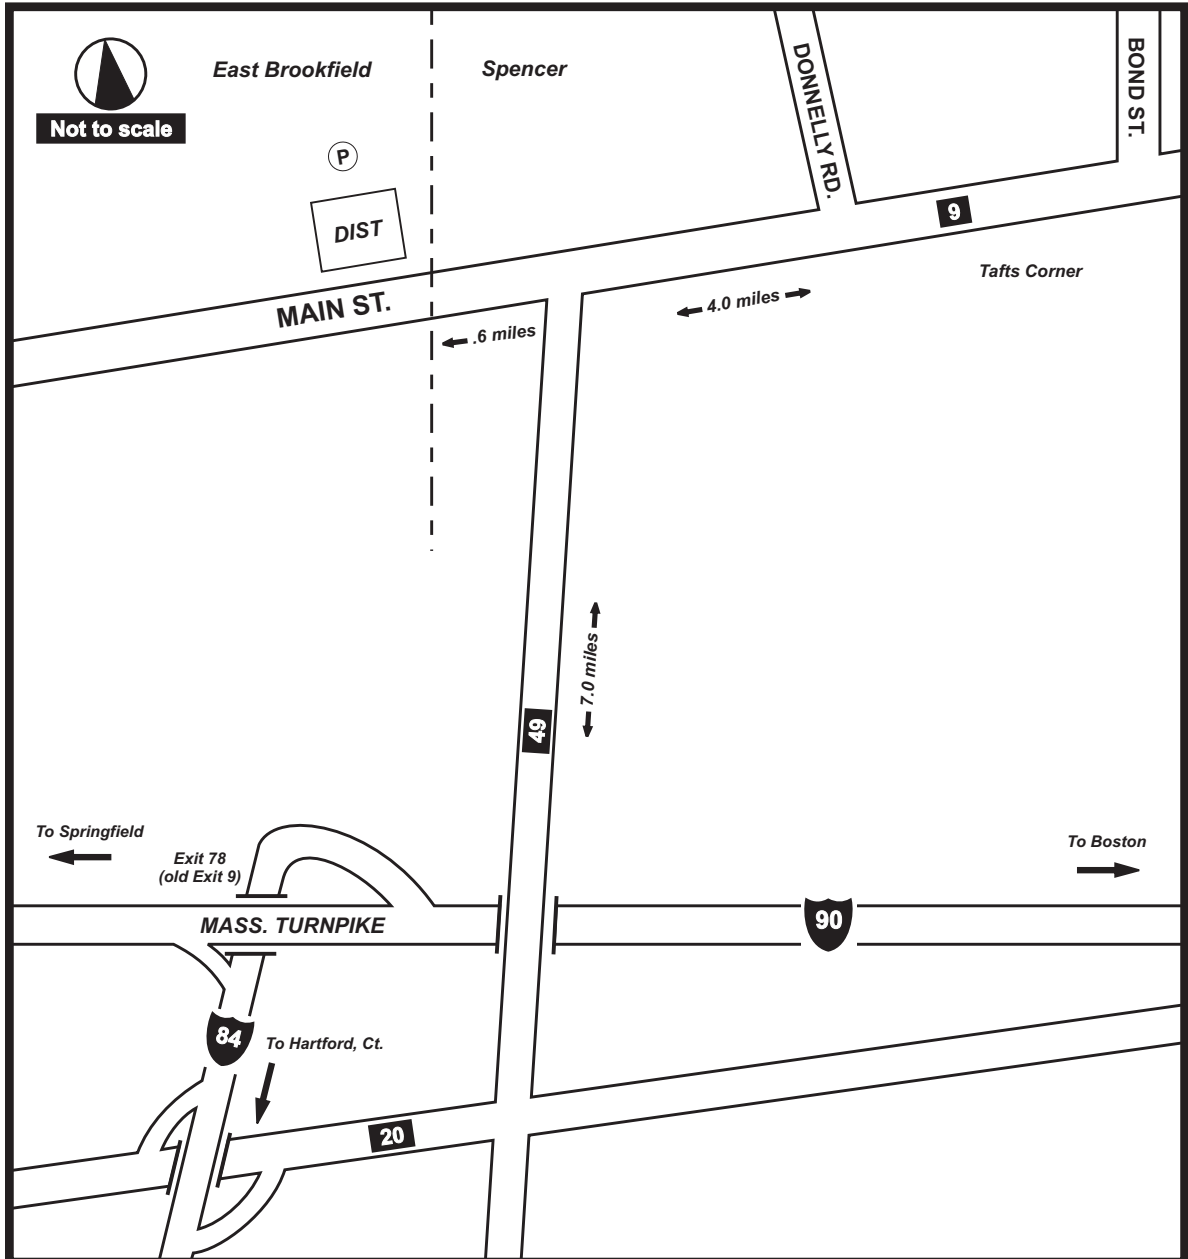 East Brookfield
Spencer
DONNELLY RD.
BOND ST.
Not to scale
P
DIST
9
Tafts Corner
MAIN ST.
4.0 miles
.6 miles
7.0 miles
49
To Springfield
Exit 78
(old Exit 9)
To Boston
MASS. TURNPIKE
90
84
To Hartford, Ct.
20